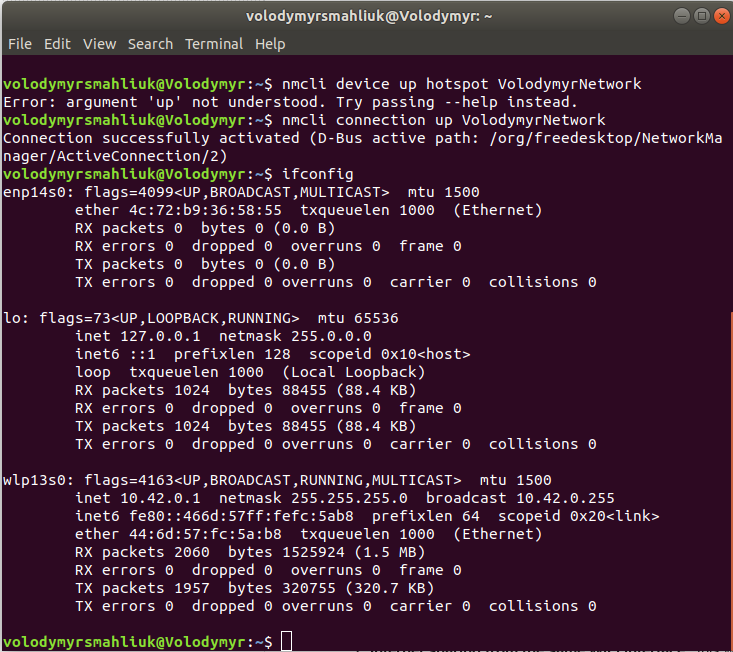 volodymyrsmahliuk@Volodymyr: ~
File Edit View Search Terminal Help
volodymyrsmahliuk@Volodymyr:~$ nmcli device up hotspot VolodymyrNetwork
Error: argument 'up' not understood. Try passing --help instead.
volodymyrsmahliuk@Volodymyr:~$ nmcli connection up VolodymyrNetwork
Connection successfully activated (D-Bus active path: /org/freedesktop/NetworkMa
nager/ActiveConnection/2)
volodymyrsmahliuk@Volodymyr:~$ ifconfig
enp14s0: flags=4099<UP,BROADCAST,MULTICAST>  mtu 1500
        ether 4c:72:b9:36:58:55  txqueuelen 1000  (Ethernet)
        RX packets 0  bytes 0 (0.0 B)
        RX errors 0  dropped 0  overruns 0  frame 0
        TX packets 0  bytes 0 (0.0 B)
        TX errors 0  dropped 0 overruns 0  carrier 0  collisions 0
lo: flags=73<UP,LOOPBACK,RUNNING>  mtu 65536
        inet 127.0.0.1  netmask 255.0.0.0
        inet6 ::1  prefixlen 128  scopeid 0x10<host>
        loop  txqueuelen 1000  (Local Loopback)
        RX packets 1024  bytes 88455 (88.4 KB)
        RX errors 0  dropped 0  overruns 0  frame 0
        TX packets 1024  bytes 88455 (88.4 KB)
        TX errors 0  dropped 0 overruns 0  carrier 0  collisions 0
wlp13s0: flags=4163<UP,BROADCAST,RUNNING,MULTICAST>  mtu 1500
        inet 10.42.0.1  netmask 255.255.255.0  broadcast 10.42.0.255
        inet6 fe80::466d:57ff:fefc:5ab8  prefixlen 64  scopeid 0x20<link>
        ether 44:6d:57:fc:5a:b8  txqueuelen 1000  (Ethernet)
        RX packets 2060  bytes 1525924 (1.5 MB)
        RX errors 0  dropped 0  overruns 0  frame 0
        TX packets 1957  bytes 320755 (320.7 KB)
        TX errors 0  dropped 0 overruns 0  carrier 0  collisions 0
volodymyrsmahliuk@Volodymyr:~$